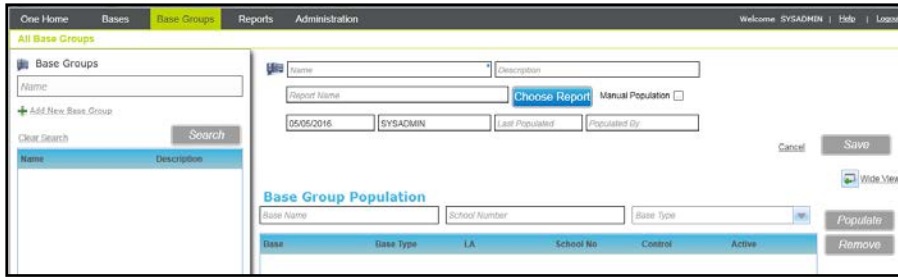 One Home Bases Base Groups Reports Administration Welcome SYSADMIN | Help | Logout
All Base Groups
Base Groups
Name
Add New Base Group
Clear Search Search
Name Description
Name * Description
Report Name Choose Report Manual Population
05/05/2016 SYSADMIN Last Populated Populated By
Cancel Save
Wide View
Base Group Population
Base Name School Number Base Type Populate
Base Base Type LA School No Control Active Remove